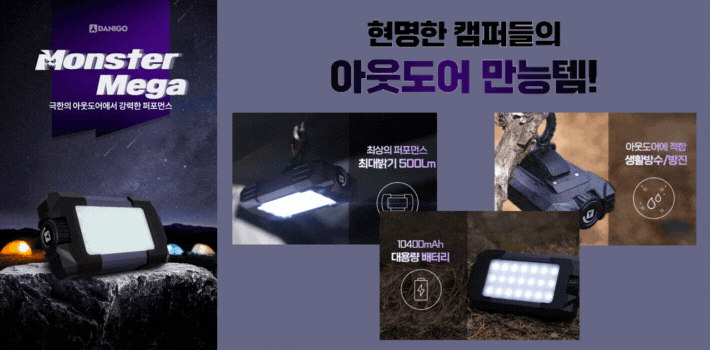 DANIGO
Monster
Mega
극한의 아웃도어에서 강력한 퍼포먼스
현명한 캠퍼들의
아웃도어 만능템!
최상의 퍼포먼스
최대밝기 500Lm
아웃도어에 적합
생활방수/방진
10400mAh
대용량 배터리